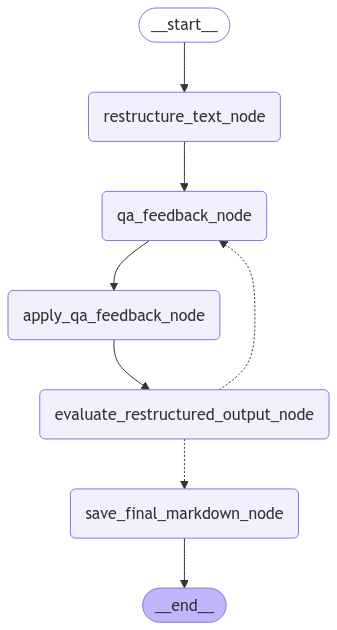 __start__
restructure_text_node
qa_feedback_node
apply_qa_feedback_node
evaluate_restructured_output_node
save_final_markdown_node
__end__